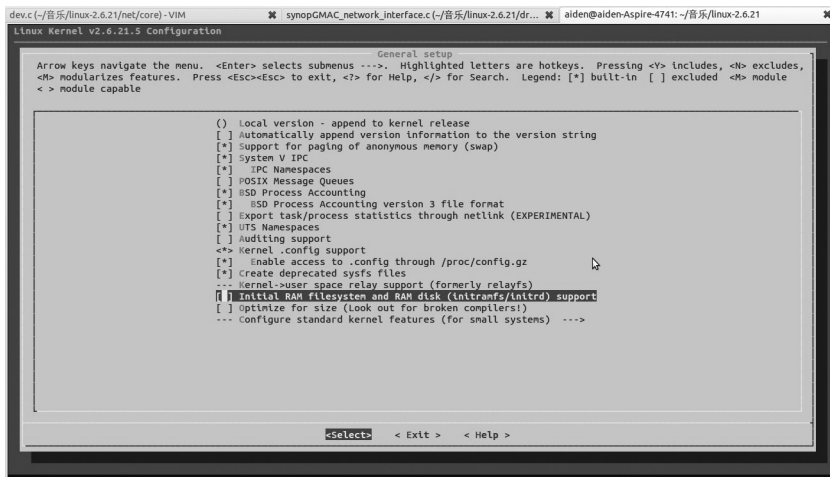 dev.c (~/音乐/linux-2.6.21/net/core) - VIM ✖ synopGMAC_network_interface.c (~/音乐/linux-2.6.21/dr... ✖ aiden@aiden-Aspire-4741: ~/音乐/linux-2.6.21 ✖
Linux Kernel v2.6.21.5 Configuration
General setup
Arrow keys navigate the menu. <Enter> selects submenus --->. Highlighted letters are hotkeys. Pressing <Y> includes, <N> excludes,
<M> modularizes features. Press <Esc><Esc> to exit, <?> for Help, </> for Search. Legend: [*] built-in [ ] excluded <M> module
< > module capable
() Local version - append to kernel release
[ ] Automatically append version information to the version string
[*] Support for paging of anonymous memory (swap)
[*] System V IPC
[*] IPC Namespaces
[ ] POSIX Message Queues
[*] BSD Process Accounting
[*] BSD Process Accounting version 3 file format
[ ] Export task/process statistics through netlink (EXPERIMENTAL)
[*] UTS Namespaces
[ ] Auditing support
<*> Kernel .config support
[*] Enable access to .config through /proc/config.gz
[*] Create deprecated sysfs files
--- Kernel->user space relay support (formerly relayfs)
[ ] Initial RAM filesystem and RAM disk (initramfs/initrd) support
[ ] Optimize for size (Look out for broken compilers!)
--- Configure standard kernel features (for small systems) --->
<Select> < Exit > < Help >